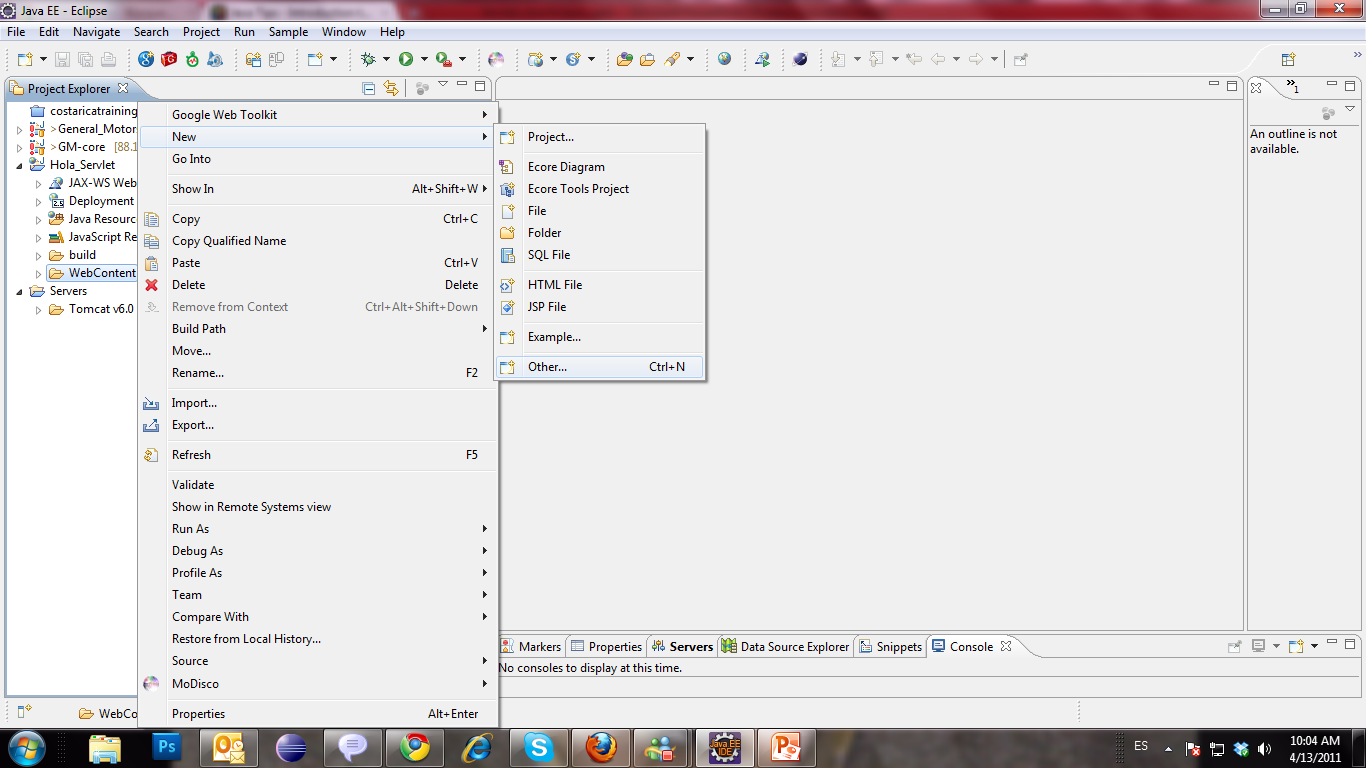 Java EE - Eclipse
File Edit Navigate Search Project Run Sample Window Help
Project Explorer
costaricatraining
>General_Motor
>GM-core [88.1
Hola_Servlet
JAX-WS Web
Deployment
Java Resourc
JavaScript Re
build
WebContent
Servers
Tomcat v6.0
Google Web Toolkit
New
Go Into
Show In Alt+Shift+W
Copy Ctrl+C
Copy Qualified Name
Paste Ctrl+V
Delete Delete
Remove from Context Ctrl+Alt+Shift+Down
Build Path
Move...
Rename... F2
Import...
Export...
Refresh F5
Validate
Show in Remote Systems view
Run As
Debug As
Profile As
Team
Compare With
Restore from Local History...
Source
MoDisco
Properties Alt+Enter
Project...
Ecore Diagram
Ecore Tools Project
File
Folder
SQL File
HTML File
JSP File
Example...
Other... Ctrl+N
»1
An outline is not
available.
Markers Properties Servers Data Source Explorer Snippets Console
No consoles to display at this time.
WebCo
Ps
Java EE
IDE
ES
10:04 AM
4/13/2011